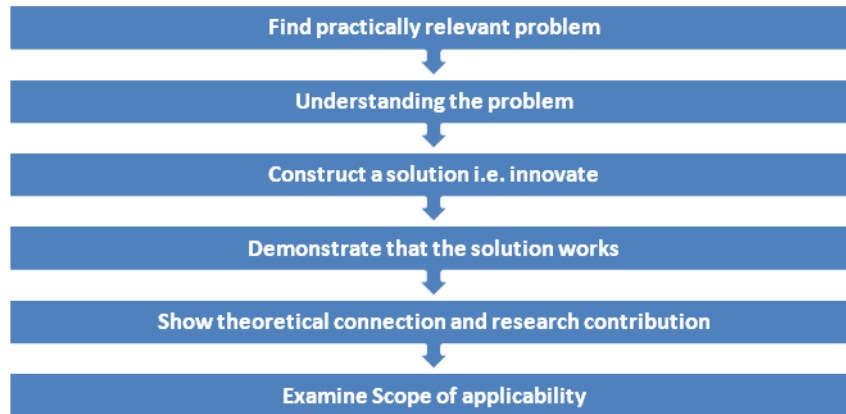 Find practically relevant problem
Understanding the problem
Construct a solution i.e. innovate
Demonstrate that the solution works
Show theoretical connection and research contribution
Examine Scope of applicability